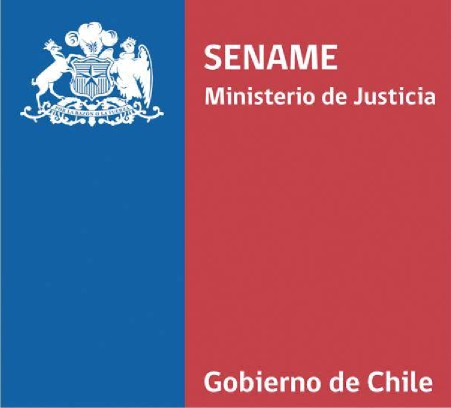 SENAME
Ministerio de Justicia
Gobierno de Chile